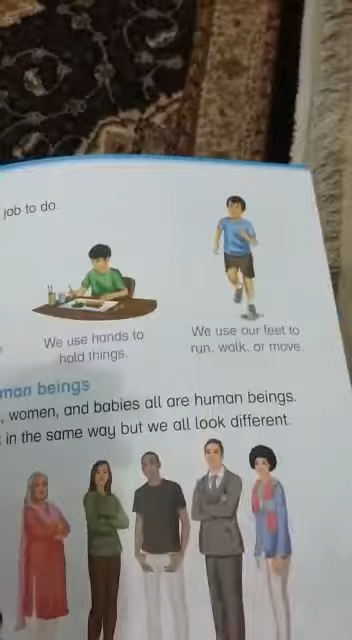 job to do.
We use hands to
hold things.
We use our feet to
run, walk, or move.
man beings
, women, and babies all are human beings.
in the same way but we all look different.